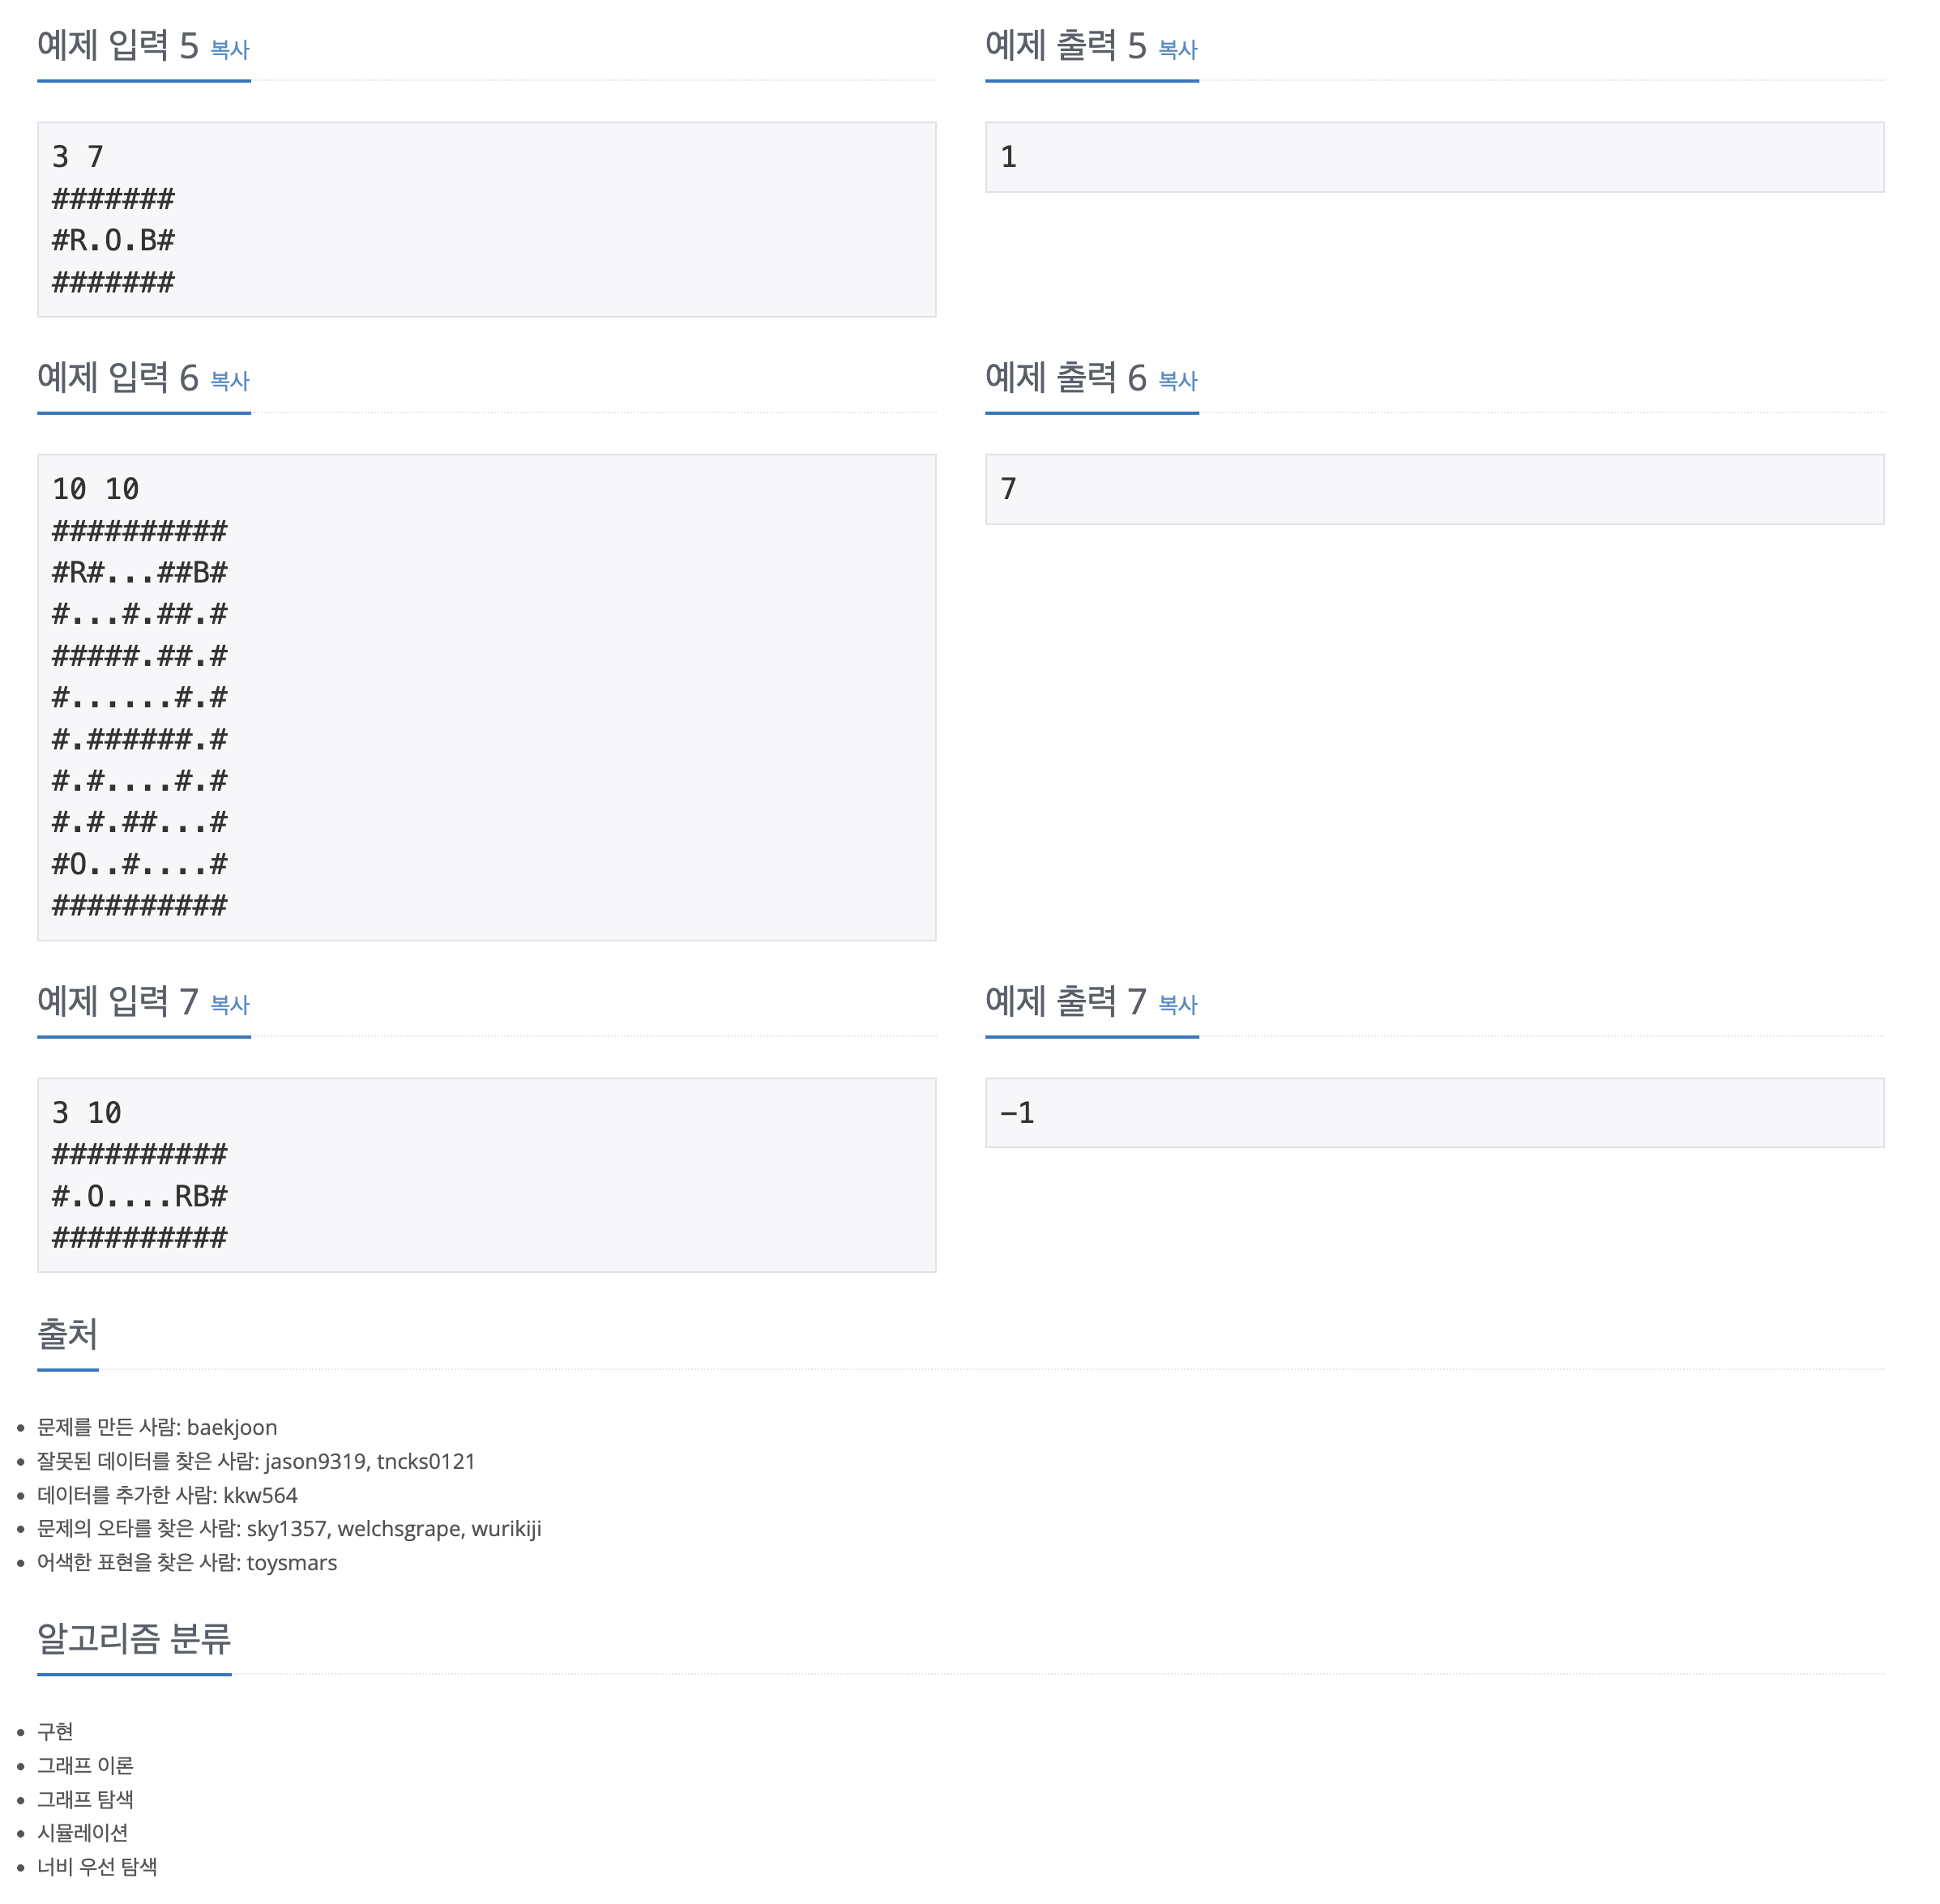 예제 입력 5 복사
예제 출력 5 복사
3 7
#######
#R.O.B#
#######
1
예제 입력 6 복사
예제 출력 6 복사
10 10
##########
#R#...##B#
#...#.##.#
#####.##.#
#......#.#
#.######.#
#.#....#.#
#.#.##...#
#O..#....#
##########
7
예제 입력 7 복사
예제 출력 7 복사
3 10
##########
#.O....RB#
##########
-1
출처
문제를 만든 사람: baekjoon
잘못된 데이터를 찾은 사람: jason9319, tncks0121
데이터를 추가한 사람: kkw564
문제의 오타를 찾은 사람: sky1357, welchsgrape, wurikiji
어색한 표현을 찾은 사람: toysmars
알고리즘 분류
구현
그래프 이론
그래프 탐색
시뮬레이션
너비 우선 탐색